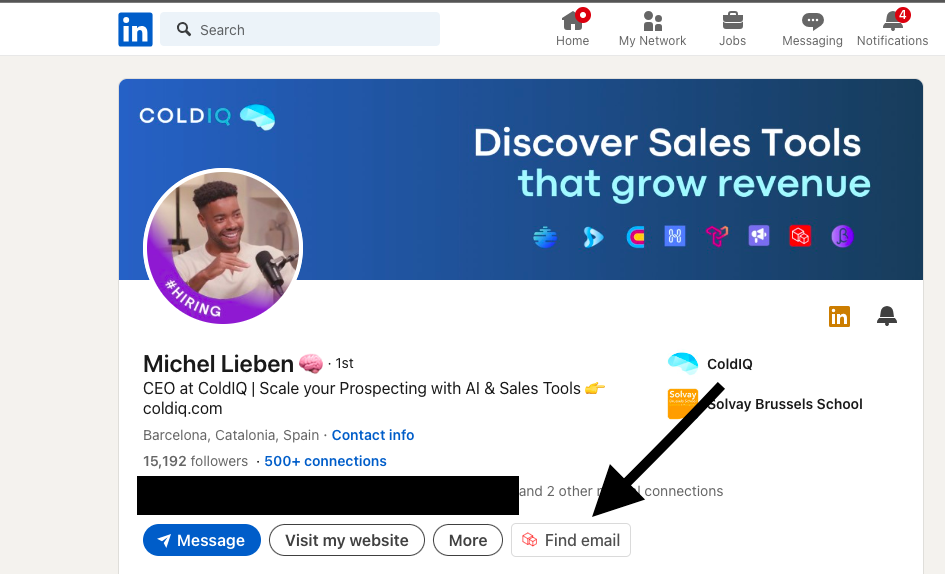 in
Search
Home
My Network
Jobs
Messaging
4
Notifications
COLDIQ
Discover Sales Tools
that grow revenue
#HIRING
in
Michel Lieben · 1st
CEO at ColdIQ | Scale your Prospecting with AI & Sales Tools
coldiq.com
ColdIQ
Solvay
Solvay Brussels School
Barcelona, Catalonia, Spain · Contact info
15,192 followers · 500+ connections
and 2 other connections
Message
Visit my website
More
Find email